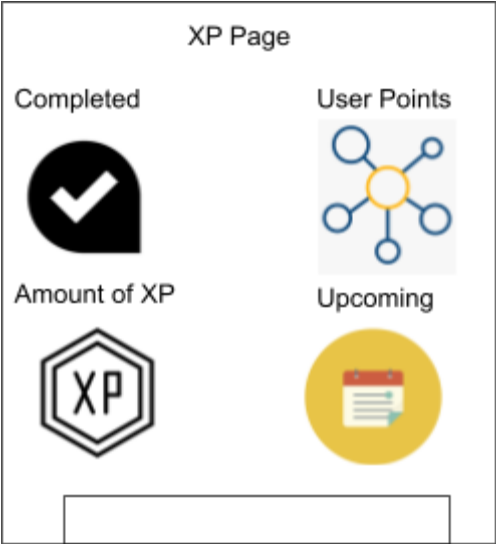 XP Page
Completed
User Points
Amount of XP
Upcoming
XP